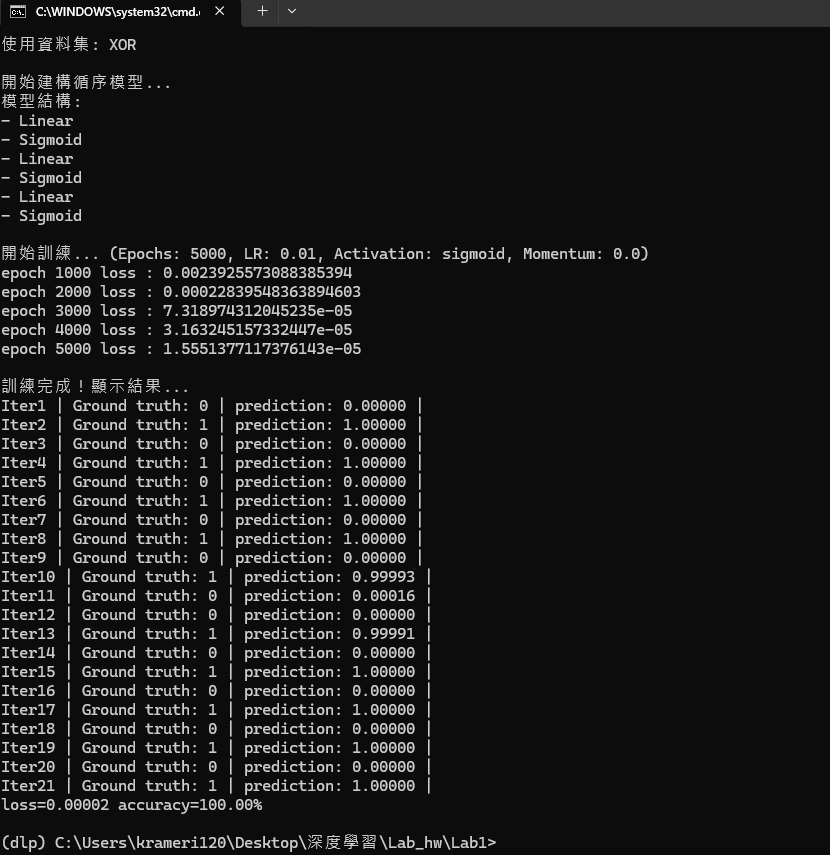 C:\WINDOWS\system32\cmd.
使用資料集: XOR
開始建構循序模型...
模型結構:
- Linear
- Sigmoid
- Linear
- Sigmoid
- Linear
- Sigmoid
開始訓練... (Epochs: 5000, LR: 0.01, Activation: sigmoid, Momentum: 0.0)
epoch 1000 loss : 0.0023925573088385394
epoch 2000 loss : 0.00022839548363894603
epoch 3000 loss : 7.318974312045235e-05
epoch 4000 loss : 3.163245157332447e-05
epoch 5000 loss : 1.5551377117376143e-05
訓練完成！顯示結果...
Iter1 | Ground truth: 0 | prediction: 0.00000 |
Iter2 | Ground truth: 1 | prediction: 1.00000 |
Iter3 | Ground truth: 0 | prediction: 0.00000 |
Iter4 | Ground truth: 1 | prediction: 1.00000 |
Iter5 | Ground truth: 0 | prediction: 0.00000 |
Iter6 | Ground truth: 1 | prediction: 1.00000 |
Iter7 | Ground truth: 0 | prediction: 0.00000 |
Iter8 | Ground truth: 1 | prediction: 1.00000 |
Iter9 | Ground truth: 0 | prediction: 0.00000 |
Iter10 | Ground truth: 1 | prediction: 0.99993 |
Iter11 | Ground truth: 0 | prediction: 0.00016 |
Iter12 | Ground truth: 0 | prediction: 0.00000 |
Iter13 | Ground truth: 1 | prediction: 0.99991 |
Iter14 | Ground truth: 0 | prediction: 0.00000 |
Iter15 | Ground truth: 1 | prediction: 1.00000 |
Iter16 | Ground truth: 0 | prediction: 0.00000 |
Iter17 | Ground truth: 1 | prediction: 1.00000 |
Iter18 | Ground truth: 0 | prediction: 0.00000 |
Iter19 | Ground truth: 1 | prediction: 1.00000 |
Iter20 | Ground truth: 0 | prediction: 0.00000 |
Iter21 | Ground truth: 1 | prediction: 1.00000 |
loss=0.00002 accuracy=100.00%
(dlp) C:\Users\krameri120\Desktop\深度學習\Lab_hw\Lab1>